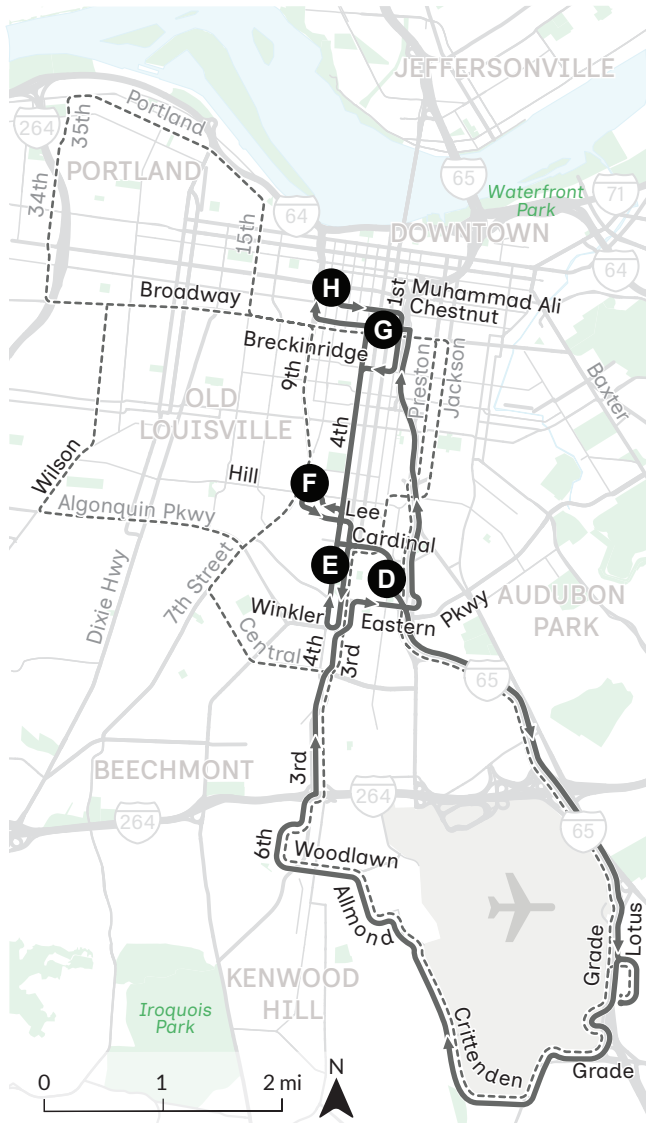 JEFFERSONVILLE
35th
Portland
264
PORTLAND
34th
65
Waterfront
Park
71
15th
64
DOWNTOWN
64
Broadway
H
1st
Muhammad Ali
Chestnut
G
Breckinridge
9th
Preston
Jackson
Baxter
OLD
LOUISVILLE
4th
Wilson
Hill
F
Algonquin Pkwy
Lee
Cardinal
7th Street
Dixie Hwy
E
D
AUDUBON
PARK
Winkler
Eastern Pkwy
Central
4th
3rd
65
3rd
BEECHMONT
264
264
65
6th
Woodlawn
Allmond
Grade
Lotus
KENWOOD
HILL
Iroquois
Park
Crittenden
Grade
0 1 2 mi
N